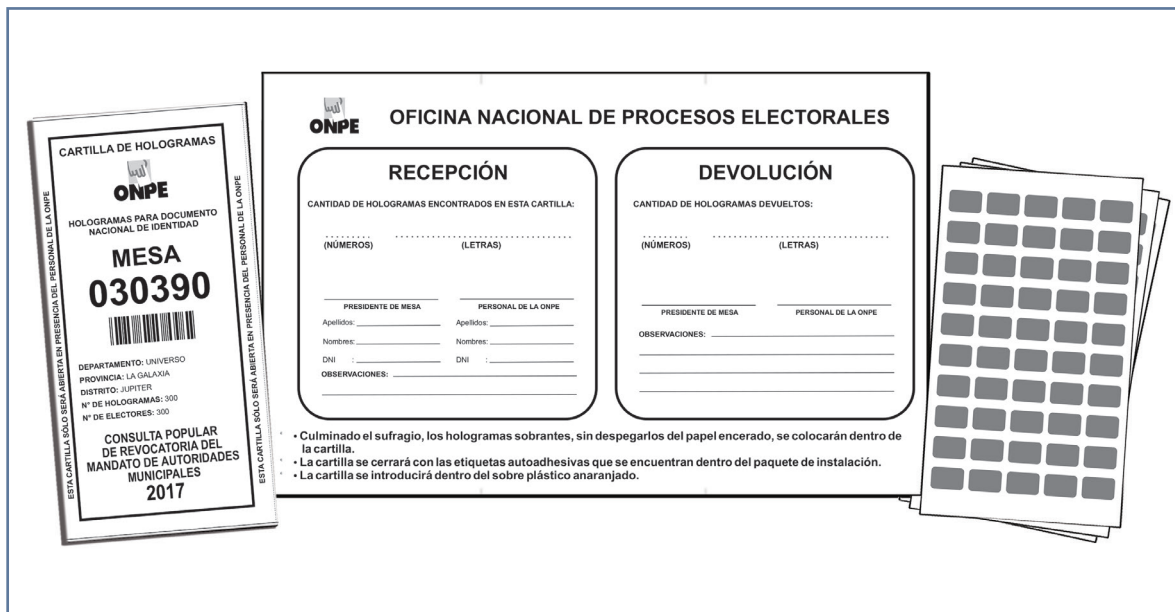 CARTILLA DE HOLOGRAMAS
ONPE
HOLOGRAMAS PARA DOCUMENTO
NACIONAL DE IDENTIDAD
MESA
030390
DEPARTAMENTO: UNIVERSO
PROVINCIA: LA GALAXIA
DISTRITO: JUPITER
N° DE HOLOGRAMAS: 300
N° DE ELECTORES: 300
CONSULTA POPULAR
DE REVOCATORIA DEL
MANDATO DE AUTORIDADES
MUNICIPALES
2017
ESTA CARTILLA SÓLO SERÁ ABIERTA EN PRESENCIA DEL PERSONAL DE LA ONPE
ESTA CARTILLA SÓLO SERÁ ABIERTA EN PRESENCIA DEL PERSONAL DE LA ONPE
ONPE
OFICINA NACIONAL DE PROCESOS ELECTORALES
RECEPCIÓN
CANTIDAD DE HOLOGRAMAS ENCONTRADOS EN ESTA CARTILLA:
(NÚMEROS) (LETRAS)
PRESIDENTE DE MESA PERSONAL DE LA ONPE
Apellidos: Apellidos:
Nombres: Nombres:
DNI : DNI :
OBSERVACIONES:
DEVOLUCIÓN
CANTIDAD DE HOLOGRAMAS DEVUELTOS:
(NÚMEROS) (LETRAS)
PRESIDENTE DE MESA PERSONAL DE LA ONPE
OBSERVACIONES:
• Culminado el sufragio, los hologramas sobrantes, sin despegarlos del papel encerado, se colocarán dentro de
la cartilla.
• La cartilla se cerrará con las etiquetas autoadhesivas que se encuentran dentro del paquete de instalación.
• La cartilla se introducirá dentro del sobre plástico anaranjado.